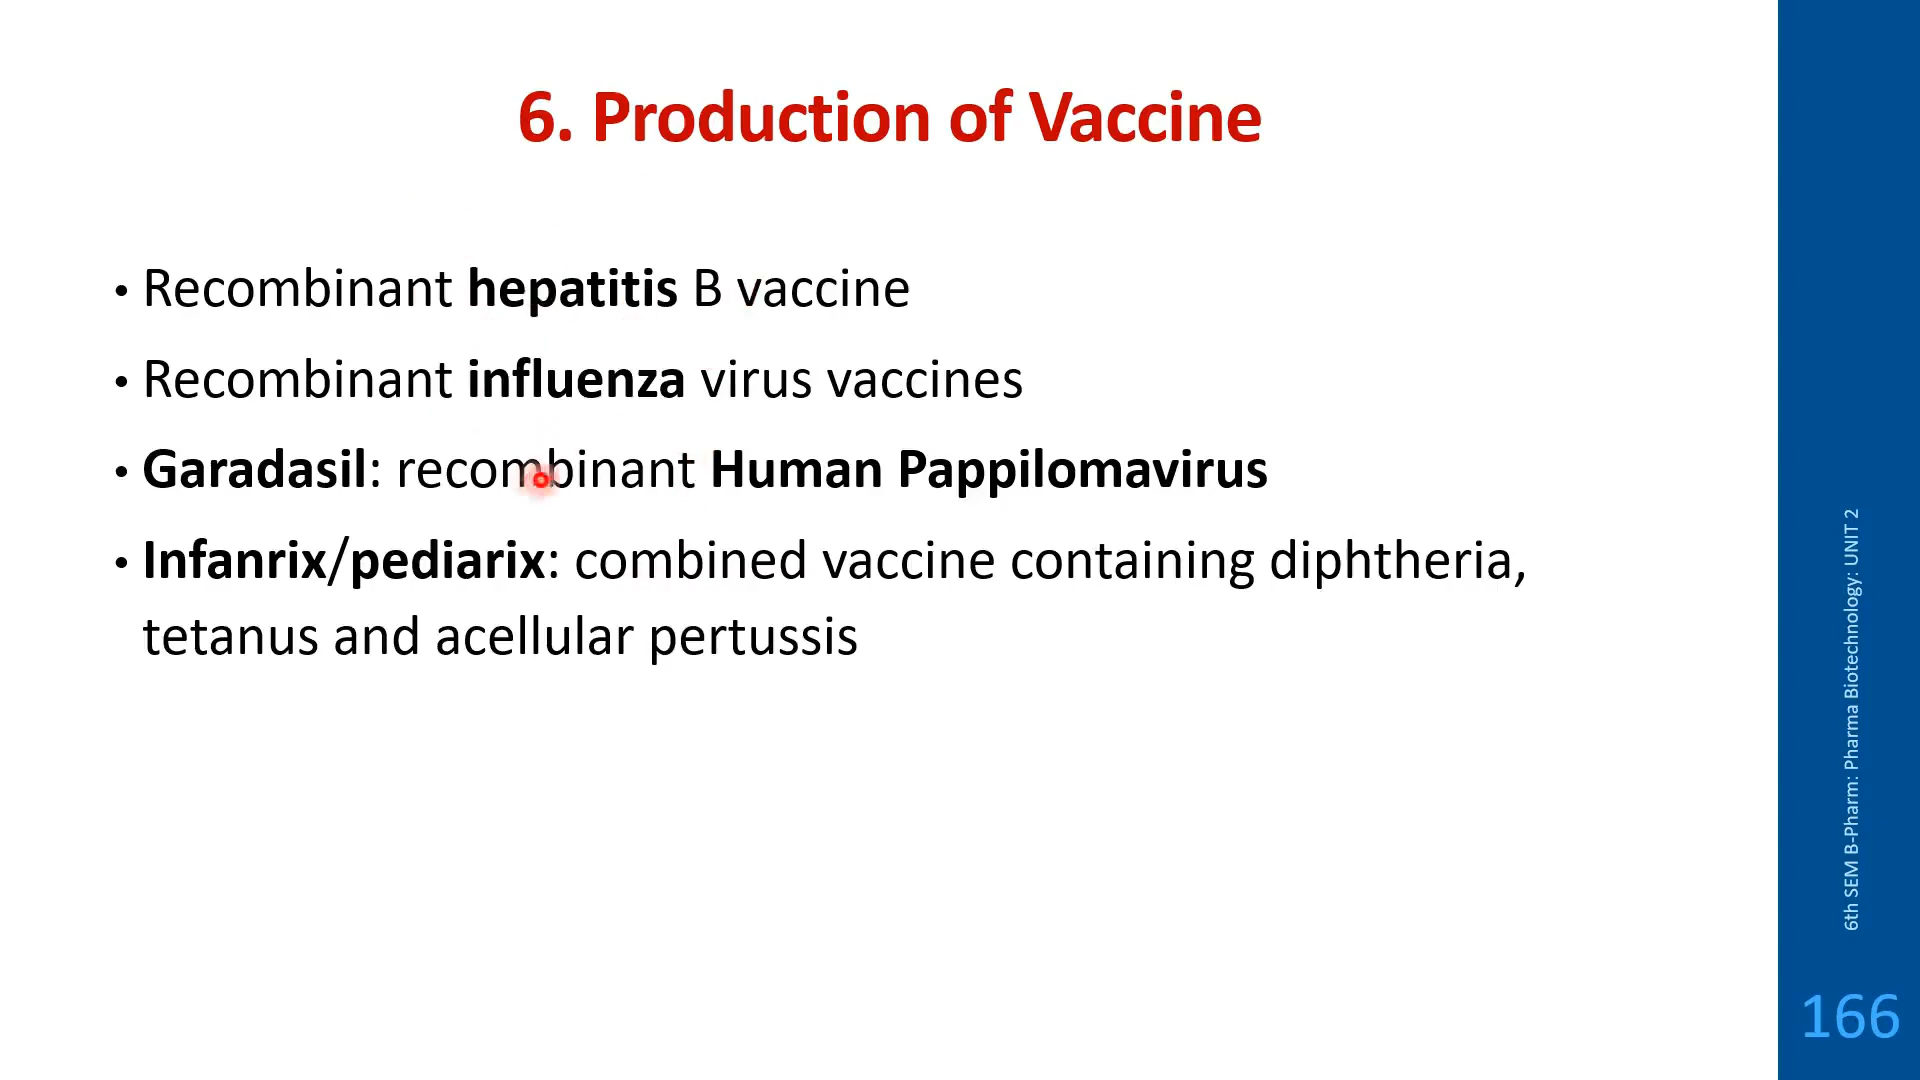 6. Production of Vaccine
• Recombinant hepatitis B vaccine
• Recombinant influenza virus vaccines
• Garadasil: recombinant Human Pappilomavirus
• Infanrix/pediarix: combined vaccine containing diphtheria,
tetanus and acellular pertussis
6th SEM B-Pharm: Pharma Biotechnology: UNIT 2
166